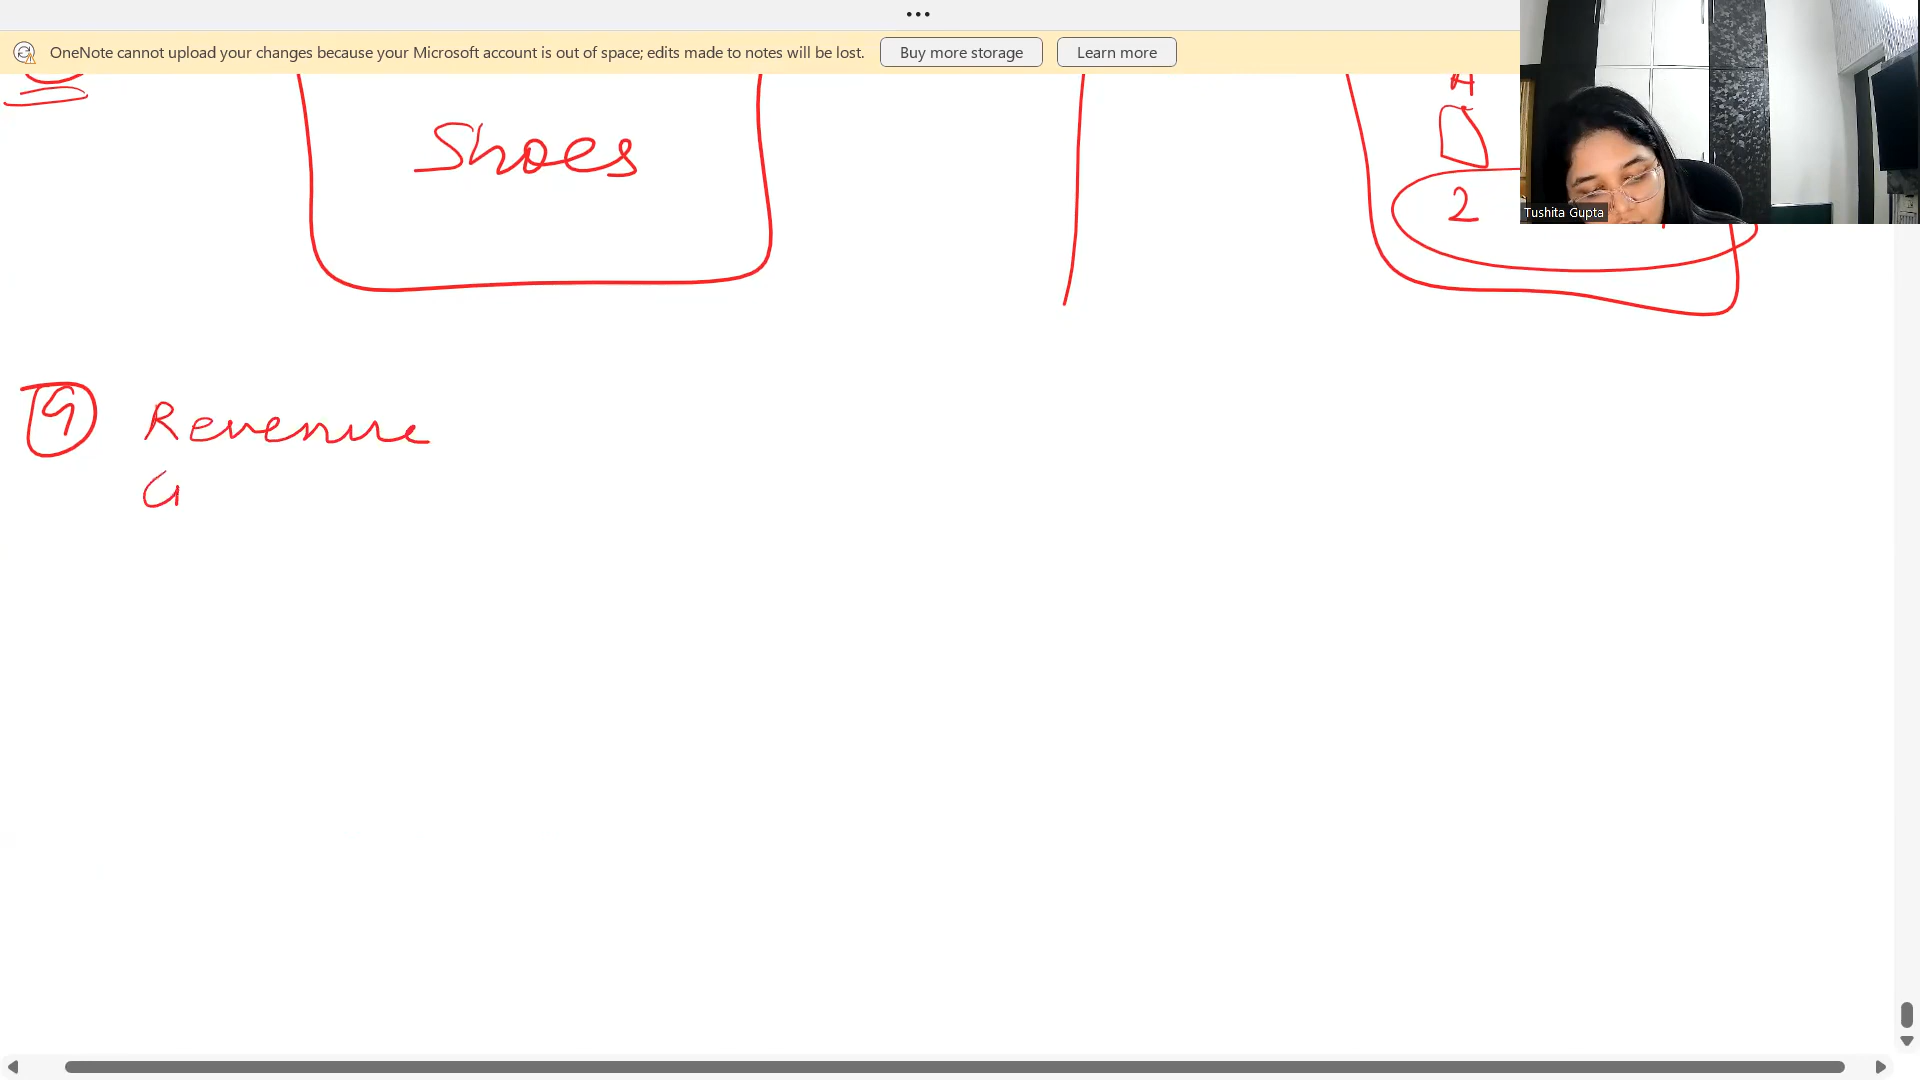 OneNote cannot upload your changes because your Microsoft account is out of space; edits made to notes will be lost. Buy more storage Learn more
Shoes
2
Tushita Gupta
9 Revenue
G